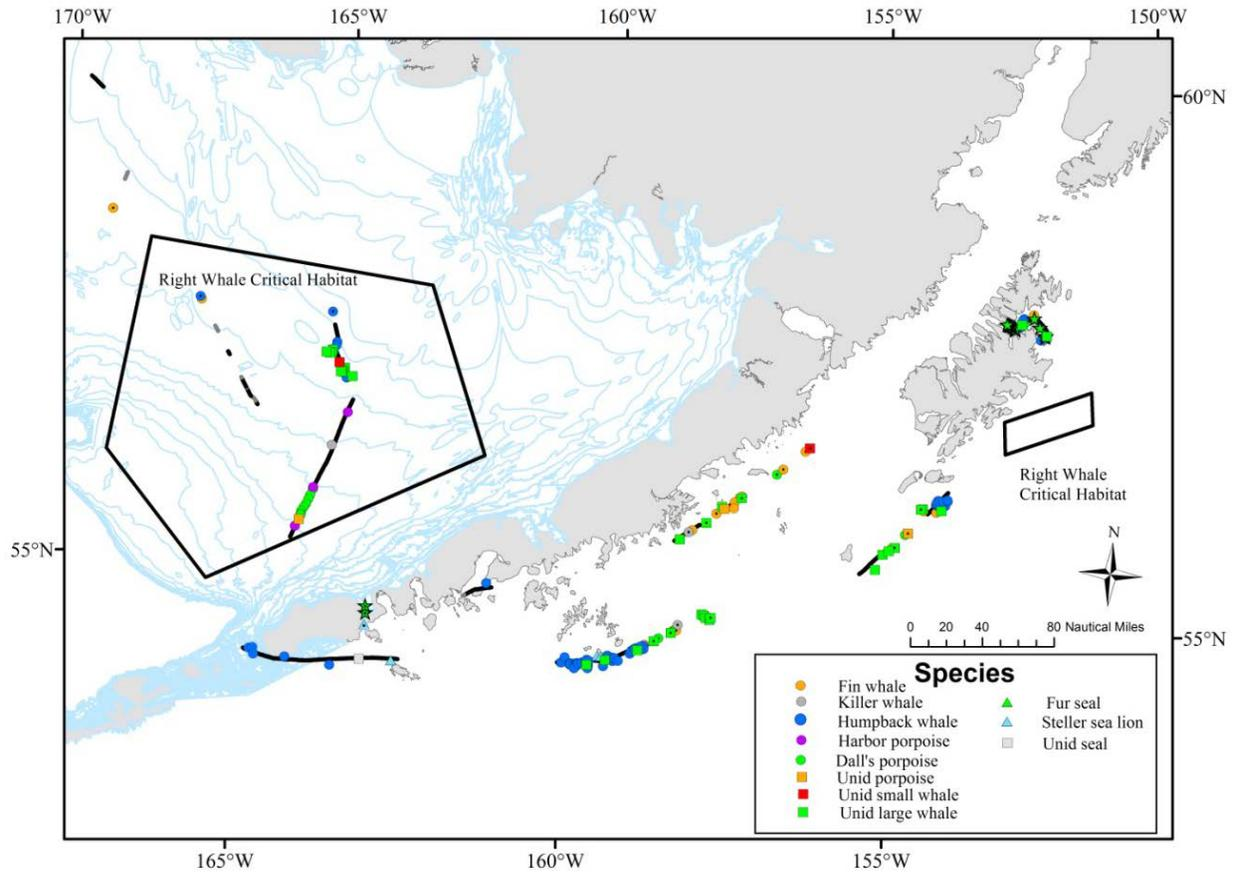 170°W 165°W 160°W 155°W 150°W
60°N
Right Whale Critical Habitat
Right Whale
Critical Habitat
N
55°N
0 20 40 80 Nautical Miles
55°N
Species
Fin whale
Killer whale
Humpback whale
Harbor porpoise
Dall's porpoise
Unid porpoise
Unid small whale
Unid large whale
Fur seal
Steller sea lion
Unid seal
165°W 160°W 155°W